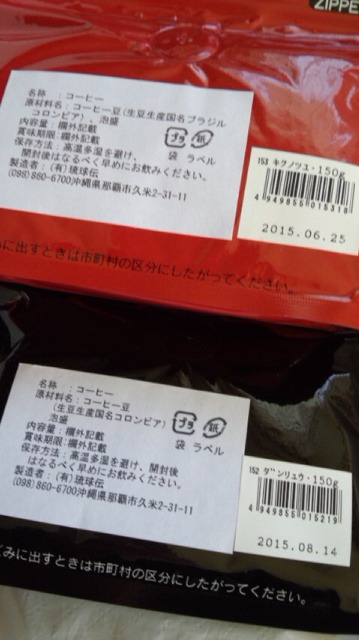 ZIPPE
名称 :コーヒー
原材料名:コーヒー豆(生豆生産国名ブラジル
コロンビア)、泡盛
内容量:欄外記載
賞味期限:欄外記載
保存方法:高温多湿を避け、
開封後はなるべく早めにお飲みください。
製造者:(有)琉球伝
(098)860-6700沖縄県那覇市久米2-31-11
プラ 紙
袋 ラベル
153 キクノツユ・150g
4 949855 015318
2015.06.25
みに出すときは市町村の区分にしたがってください。
名称 :コーヒー
原材料名:コーヒー豆
(生豆生産国名コロンビア)
泡盛
内容量:欄外記載
賞味期限:欄外記載
保存方法:高温多湿を避け、開封後
はなるべく早めにお飲みください。
製造者:(有)琉球伝
(098)860-6700沖縄県那覇市久米2-31-11
プラ 紙
袋 ラベル
152 ダンリュウ・150g
4 949855 015219
2015.08.14
ごみに出すときは市町村の区分にしたがってください。